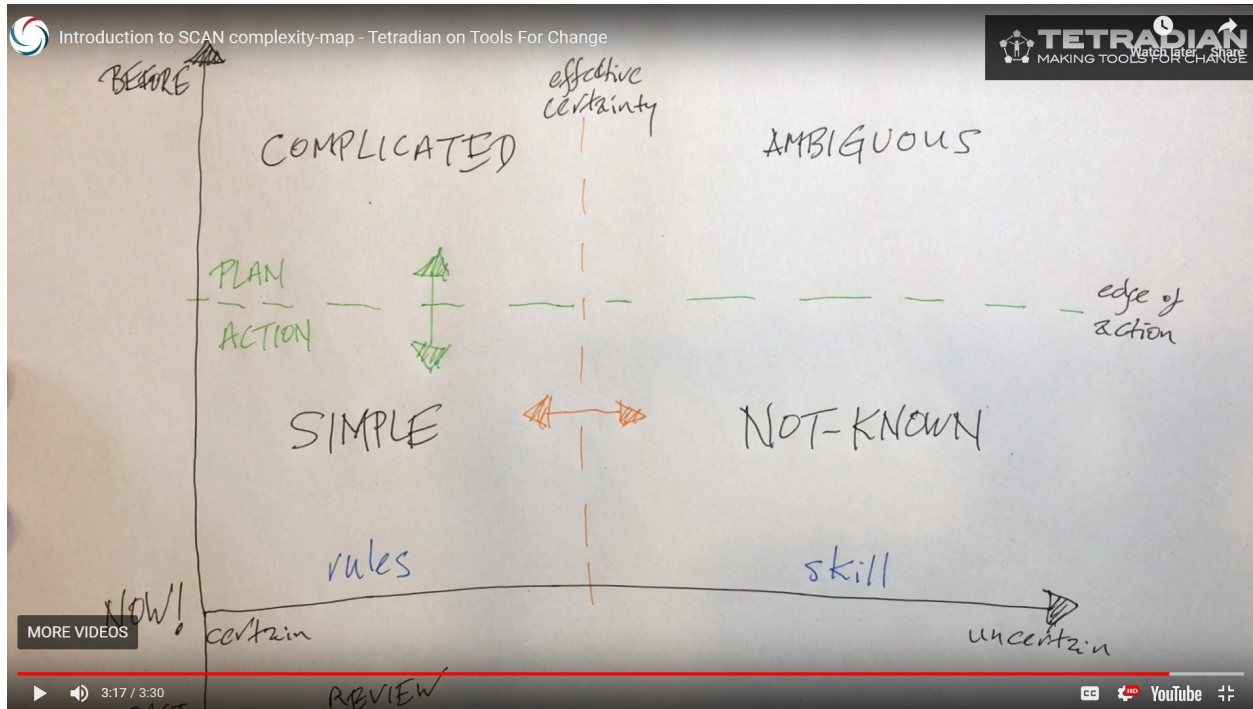 Introduction to SCAN complexity-map - Tetradian on Tools For Change
TETRADIAN
MAKING TOOLS FOR CHANGE
Watch later
Share
BEFORE
effective
certainty
COMPLICATED
AMBIGUOUS
PLAN
ACTION
edge of
action
SIMPLE
NOT-KNOWN
rules
skill
NOW!
certain
uncertain
MORE VIDEOS
REVIEW
3:17 / 3:30
CC
HD
YouTube